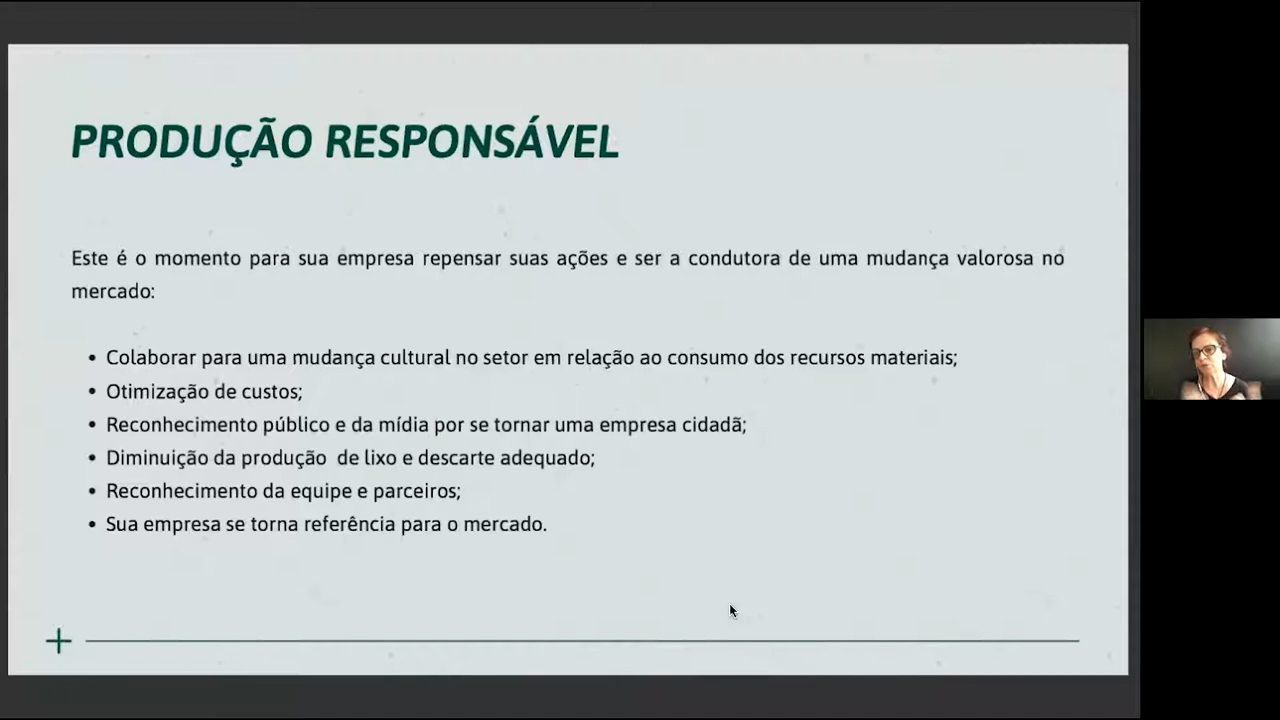 PRODUÇÃO RESPONSÁVEL
Este é o momento para sua empresa repensar suas ações e ser a condutora de uma mudança valorosa no
mercado:
• Colaborar para uma mudança cultural no setor em relação ao consumo dos recursos materiais;
• Otimização de custos;
• Reconhecimento público e da mídia por se tornar uma empresa cidadã;
• Diminuição da produção  de lixo e descarte adequado;
• Reconhecimento da equipe e parceiros;
• Sua empresa se torna referência para o mercado.